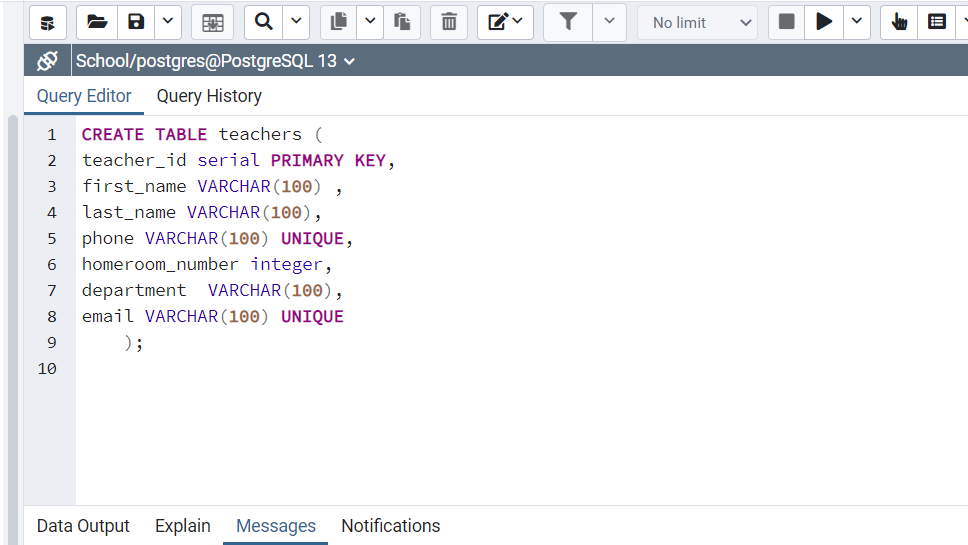 No limit
School/postgres@PostgreSQL 13
Query Editor Query History
1 CREATE TABLE teachers (
2 teacher_id serial PRIMARY KEY,
3 first_name VARCHAR(100) ,
4 last_name VARCHAR(100),
5 phone VARCHAR(100) UNIQUE,
6 homeroom_number integer,
7 department  VARCHAR(100),
8 email VARCHAR(100) UNIQUE
9     );
10
Data Output Explain Messages Notifications